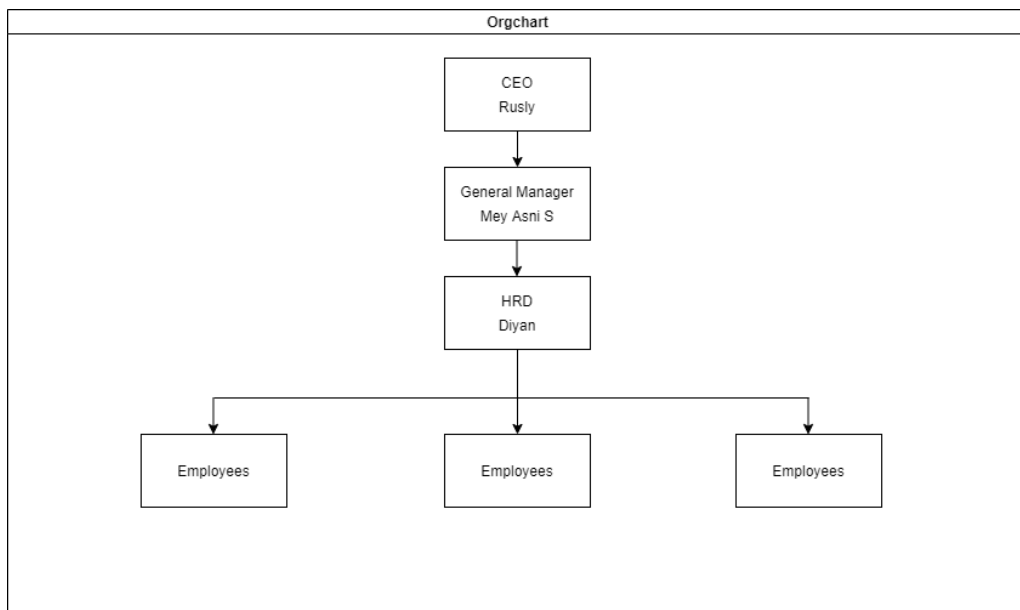 Orgchart
CEO
Rusly
General Manager
Mey Asni S
HRD
Diyan
Employees
Employees
Employees